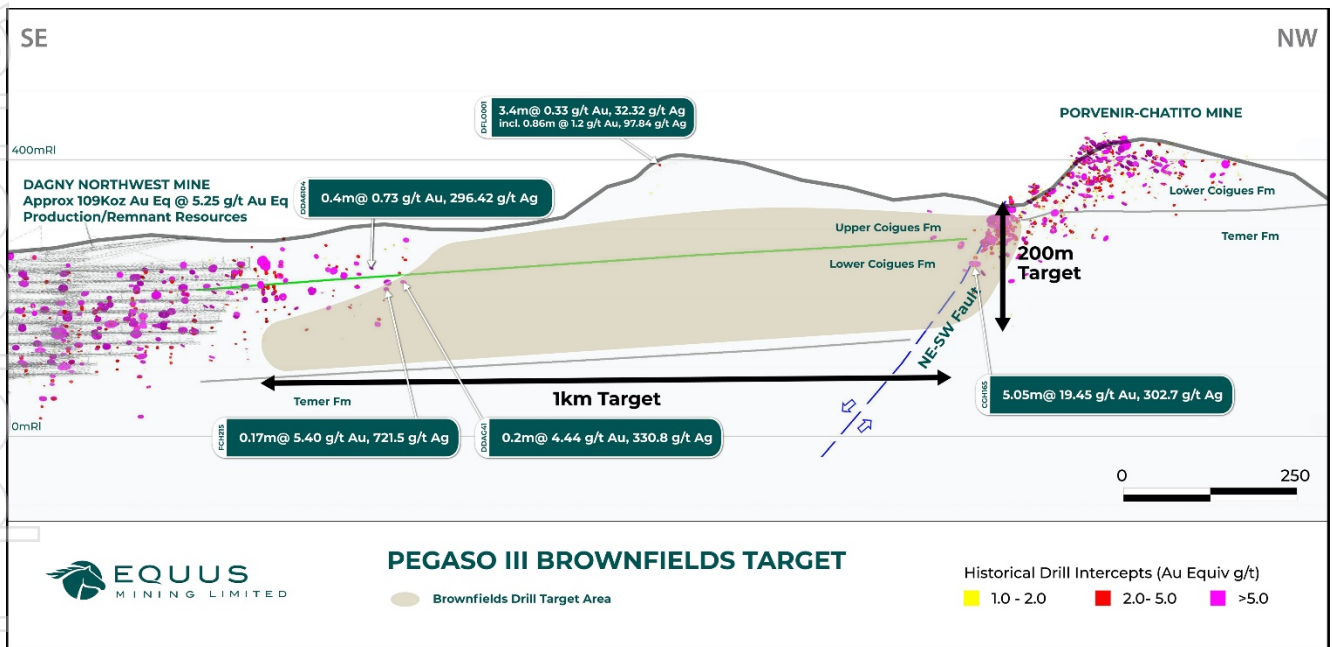 SE
NW
DFLO001
3.4m@ 0.33 g/t Au, 32.32 g/t Ag
incl. 0.86m @ 1.2 g/t Au, 97.84 g/t Ag
PORVENIR-CHATITO MINE
400mRl
DAGNY NORTHWEST MINE
Approx 109Koz Au Eq @ 5.25 g/t Au Eq
Production/Remnant Resources
DDA6104
0.4m@ 0.73 g/t Au, 296.42 g/t Ag
Lower Coigues Fm
Upper Coigues Fm
Temer Fm
Lower Coigues Fm
200m
Target
NE-SW Fault
1km Target
Temer Fm
CGH165
5.05m@ 19.45 g/t Au, 302.7 g/t Ag
0mRl
FGH215
0.17m@ 5.40 g/t Au, 721.5 g/t Ag
DDAG41
0.2m@ 4.44 g/t Au, 330.8 g/t Ag
0
250
EQUUS
MINING LIMITED
PEGASO III BROWNFIELDS TARGET
Brownfields Drill Target Area
Historical Drill Intercepts (Au Equiv g/t)
1.0 - 2.0
2.0- 5.0
>5.0